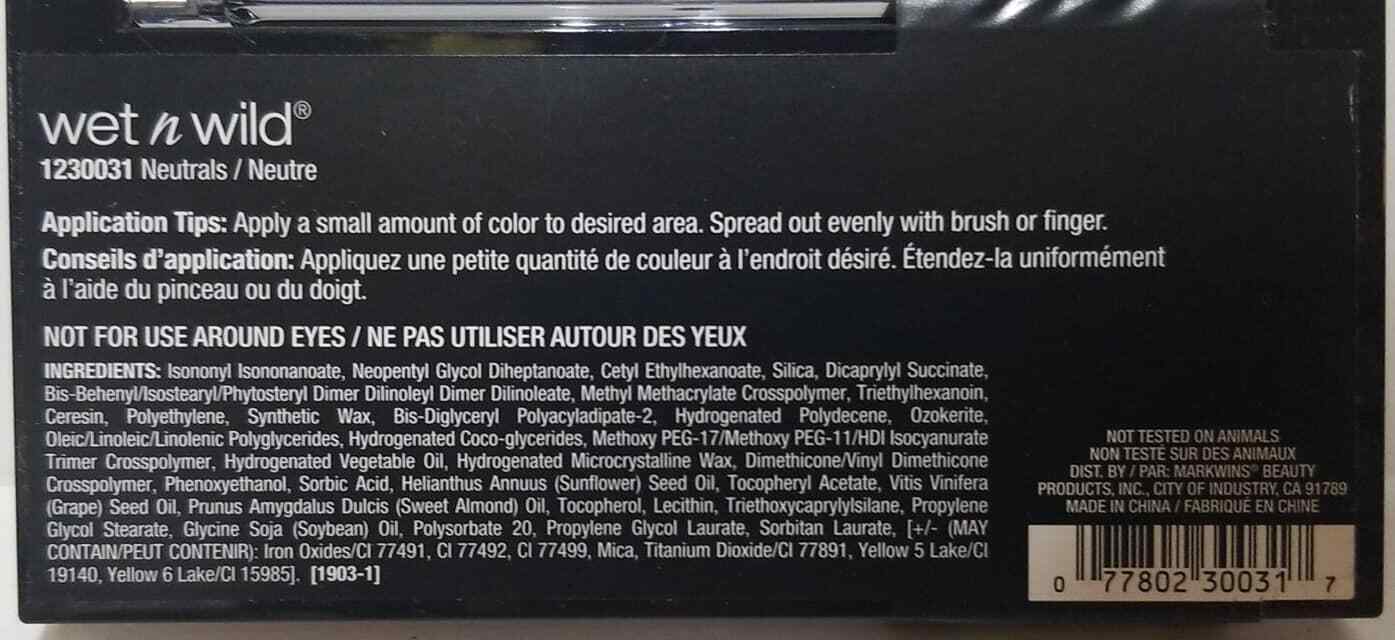 wet n wild®
1230031 Neutrals / Neutre
Application Tips: Apply a small amount of color to desired area. Spread out evenly with brush or finger.
Conseils d'application: Appliquez une petite quantité de couleur à l'endroit désiré. Étendez-la uniformément
à l'aide du pinceau ou du doigt.
NOT FOR USE AROUND EYES / NE PAS UTILISER AUTOUR DES YEUX
INGREDIENTS: Isononyl Isononanoate, Neopentyl Glycol Diheptanoate, Cetyl Ethylhexanoate, Silica, Dicaprylyl Succinate,
Bis-Behenyl/Isostearyl/Phytosteryl Dimer Dilinoleyl Dimer Dilinoleate, Methyl Methacrylate Crosspolymer, Triethylhexanoin,
Ceresin, Polyethylene, Synthetic Wax, Bis-Diglyceryl Polyacyladipate-2, Hydrogenated Polydecene, Ozokerite,
Oleic/Linoleic/Linolenic Polyglycerides, Hydrogenated Coco-glycerides, Methoxy PEG-17/Methoxy PEG-11/HDI Isocyanurate
Trimer Crosspolymer, Hydrogenated Vegetable Oil, Hydrogenated Microcrystalline Wax, Dimethicone/Vinyl Dimethicone
Crosspolymer, Phenoxyethanol, Sorbic Acid, Helianthus Annuus (Sunflower) Seed Oil, Tocopheryl Acetate, Vitis Vinifera
(Grape) Seed Oil, Prunus Amygdalus Dulcis (Sweet Almond) Oil, Tocopherol, Lecithin, Triethoxycaprylylsilane, Propylene
Glycol Stearate, Glycine Soja (Soybean) Oil, Polysorbate 20, Propylene Glycol Laurate, Sorbitan Laurate, [+/- (MAY
CONTAIN/PEUT CONTENIR): Iron Oxides/CI 77491, CI 77492, CI 77499, Mica, Titanium Dioxide/CI 77891, Yellow 5 Lake/CI
19140, Yellow 6 Lake/CI 15985]. [1903-1]
NOT TESTED ON ANIMALS
NON TESTÉ SUR DES ANIMAUX
DIST. BY / PAR: MARKWINS® BEAUTY
PRODUCTS, INC., CITY OF INDUSTRY, CA 91789
MADE IN CHINA / FABRIQUÉ EN CHINE
0 77802 30031 7